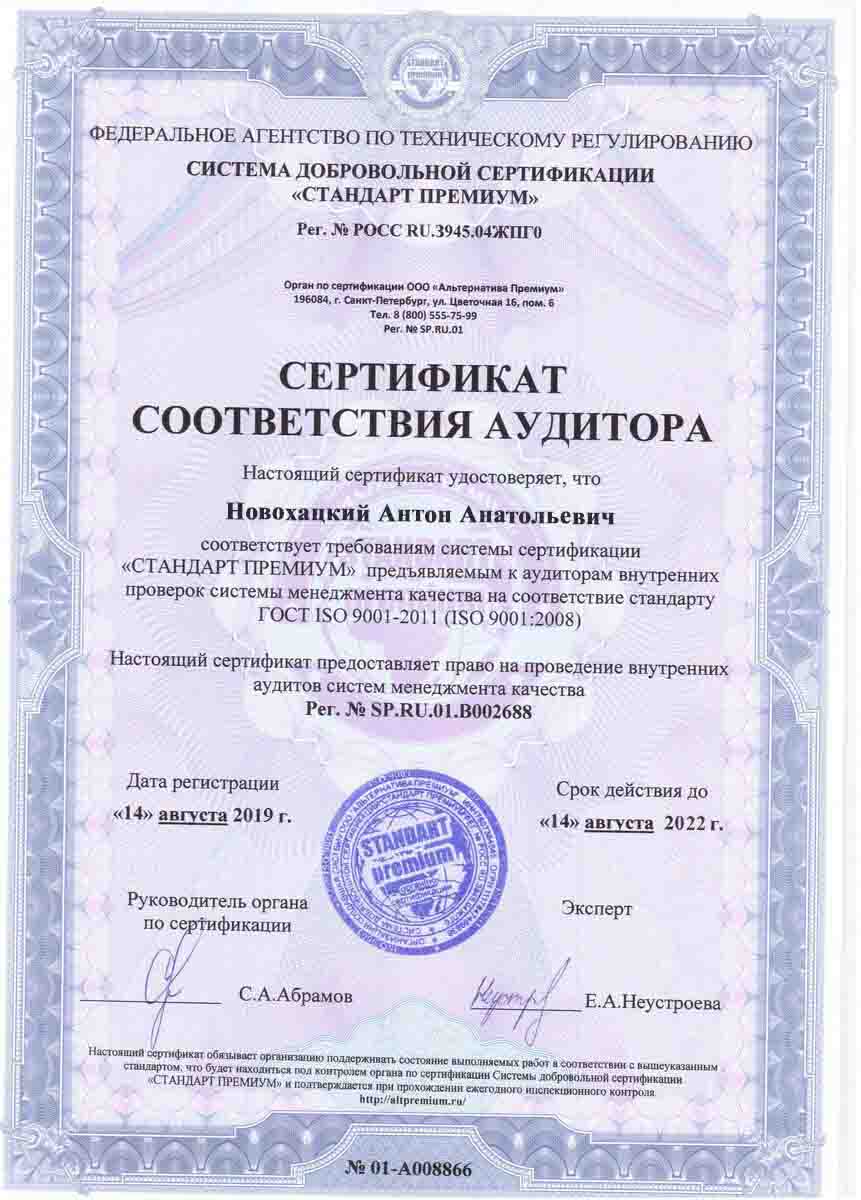 STANDART
premium
ФЕДЕРАЛЬНОЕ АГЕНТСТВО ПО ТЕХНИЧЕСКОМУ РЕГУЛИРОВАНИЮ
СИСТЕМА ДОБРОВОЛЬНОЙ СЕРТИФИКАЦИИ
«СТАНДАРТ ПРЕМИУМ»
Рег. № РОСС RU.З945.04ЖПГ0
Орган по сертификации ООО «Альтернатива Премиум»
196084, г. Санкт-Петербург, ул. Цветочная 16, пом. 6
Тел. 8 (800) 555-75-99
Рег. № SP.RU.01
СЕРТИФИКАТ
СООТВЕТСТВИЯ АУДИТОРА
Настоящий сертификат удостоверяет, что
Новохацкий Антон Анатольевич
соответствует требованиям системы сертификации
«СТАНДАРТ ПРЕМИУМ» предъявляемым к аудиторам внутренних
проверок системы менеджмента качества на соответствие стандарту
ГОСТ ISO 9001-2011 (ISO 9001:2008)
Настоящий сертификат предоставляет право на проведение внутренних
аудитов систем менеджмента качества
Рег. № SP.RU.01.В002688
Дата регистрации
«14» августа 2019 г.
Срок действия до
«14» августа 2022 г.
STANDART
premium
Руководитель органа
по сертификации
Эксперт
С.А.Абрамов
Е.А.Неустроева
Настоящий сертификат обязывает организацию поддерживать состояние выполняемых работ в соответствии с вышеуказанным
стандартом, что будет находиться под контролем органа по сертификации Системы добровольной сертификации
«СТАНДАРТ ПРЕМИУМ» и подтверждается при прохождении ежегодного инспекционного контроля
http://altpremium.ru/
№ 01-А008866